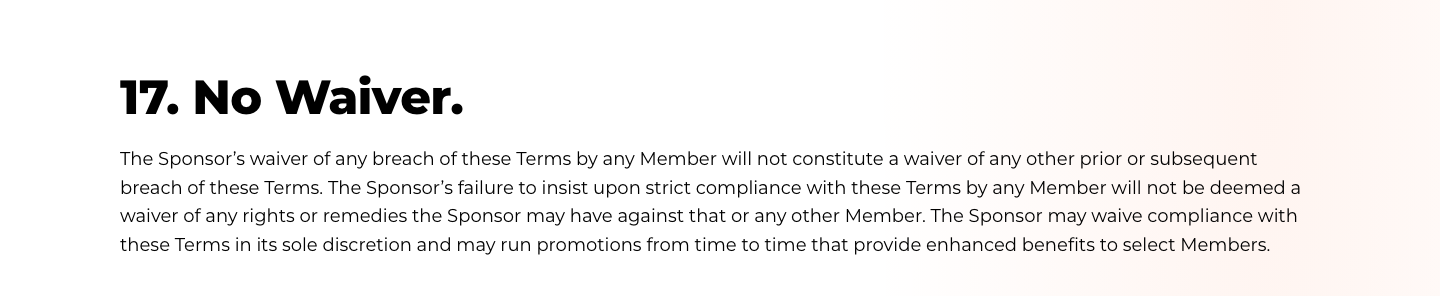 17. No Waiver.
The Sponsor’s waiver of any breach of these Terms by any Member will not constitute a waiver of any other prior or subsequent
breach of these Terms. The Sponsor’s failure to insist upon strict compliance with these Terms by any Member will not be deemed a
waiver of any rights or remedies the Sponsor may have against that or any other Member. The Sponsor may waive compliance with
these Terms in its sole discretion and may run promotions from time to time that provide enhanced benefits to select Members.